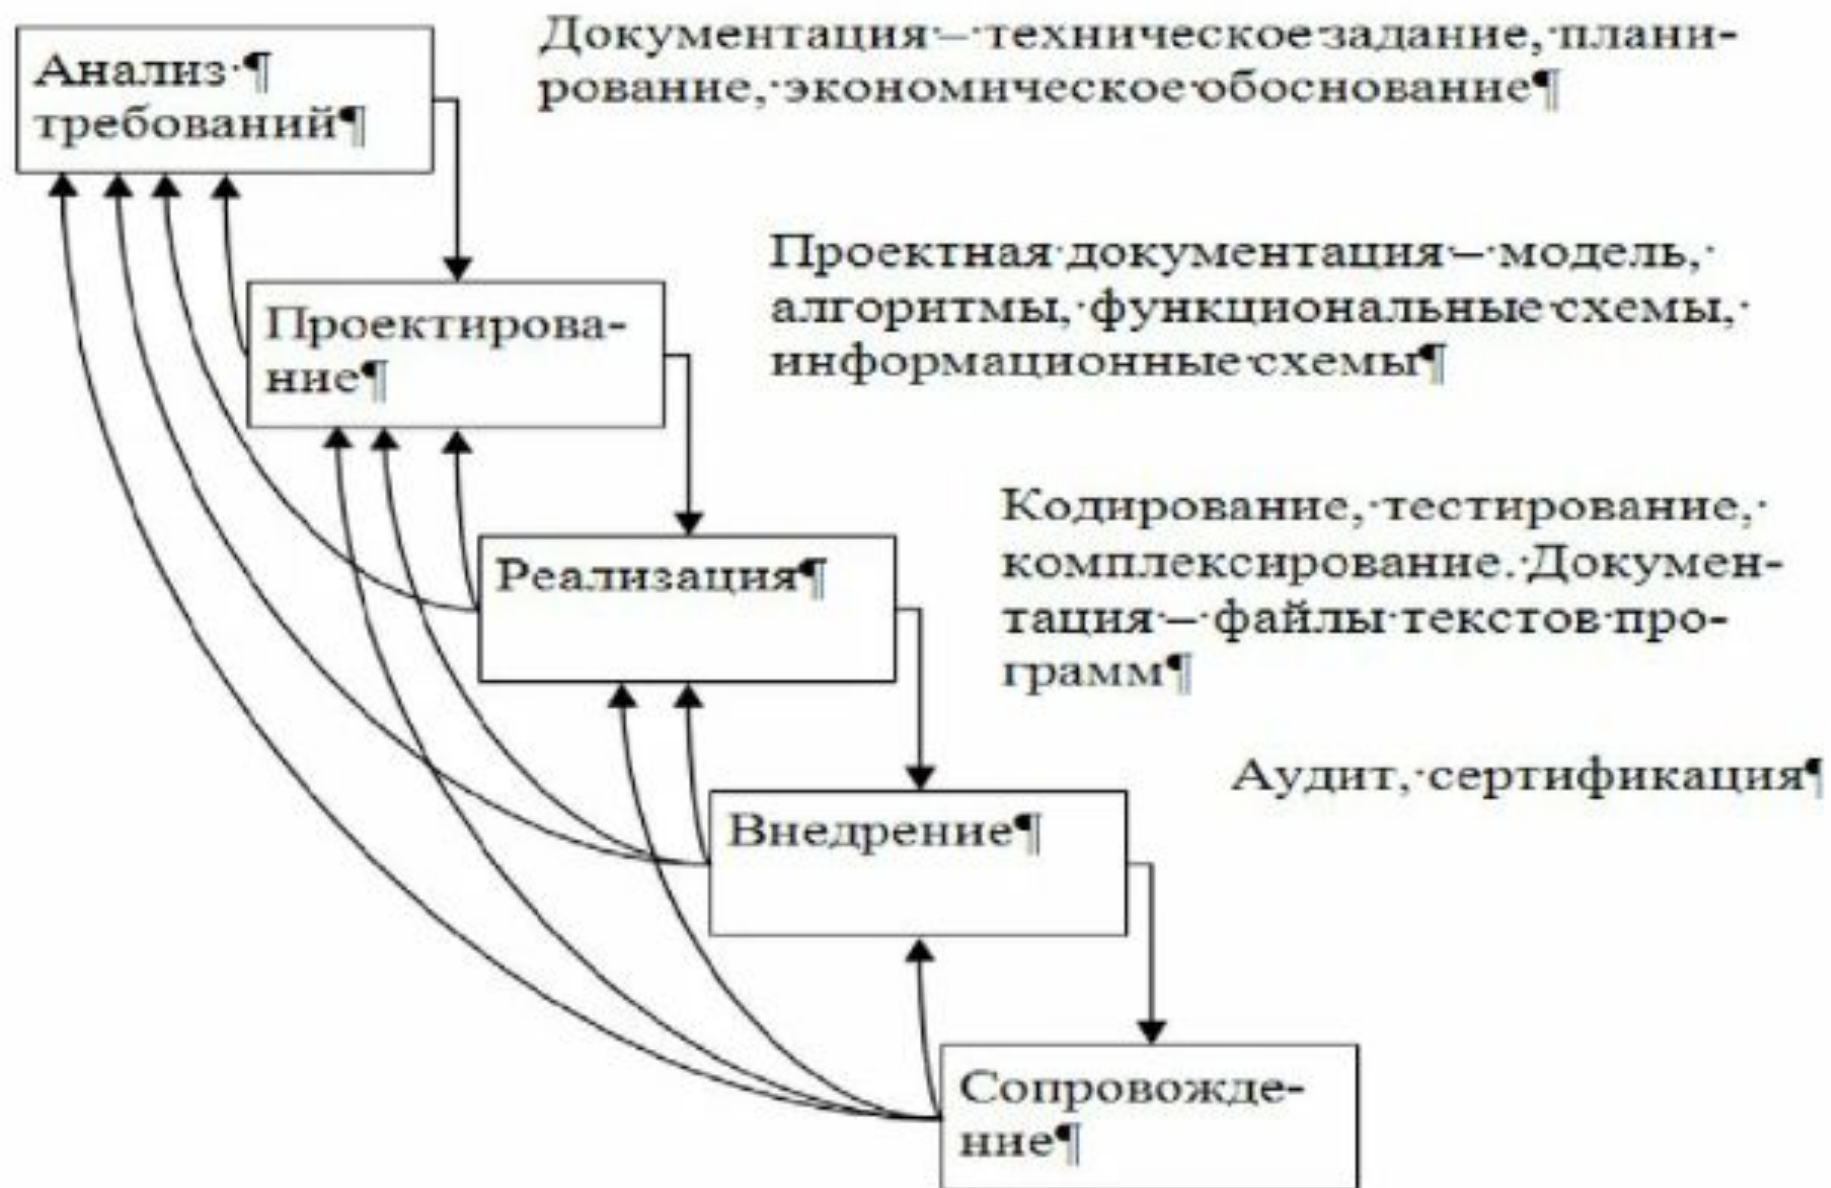 Анализ·¶
требований¶
Документация·–·техническое·задание,·плани-
рование,·экономическое·обоснование¶
Проектирова-
ние¶
Проектная·документация·–·модель,·
алгоритмы,·функциональные·схемы,·
информационные·схемы¶
Реализация¶
Кодирование,·тестирование,·
комплексирование.·Докумен-
тация·–·файлы·текстов·про-
грамм¶
Внедрение¶
Аудит,·сертификация¶
Сопровожде-
ние¶